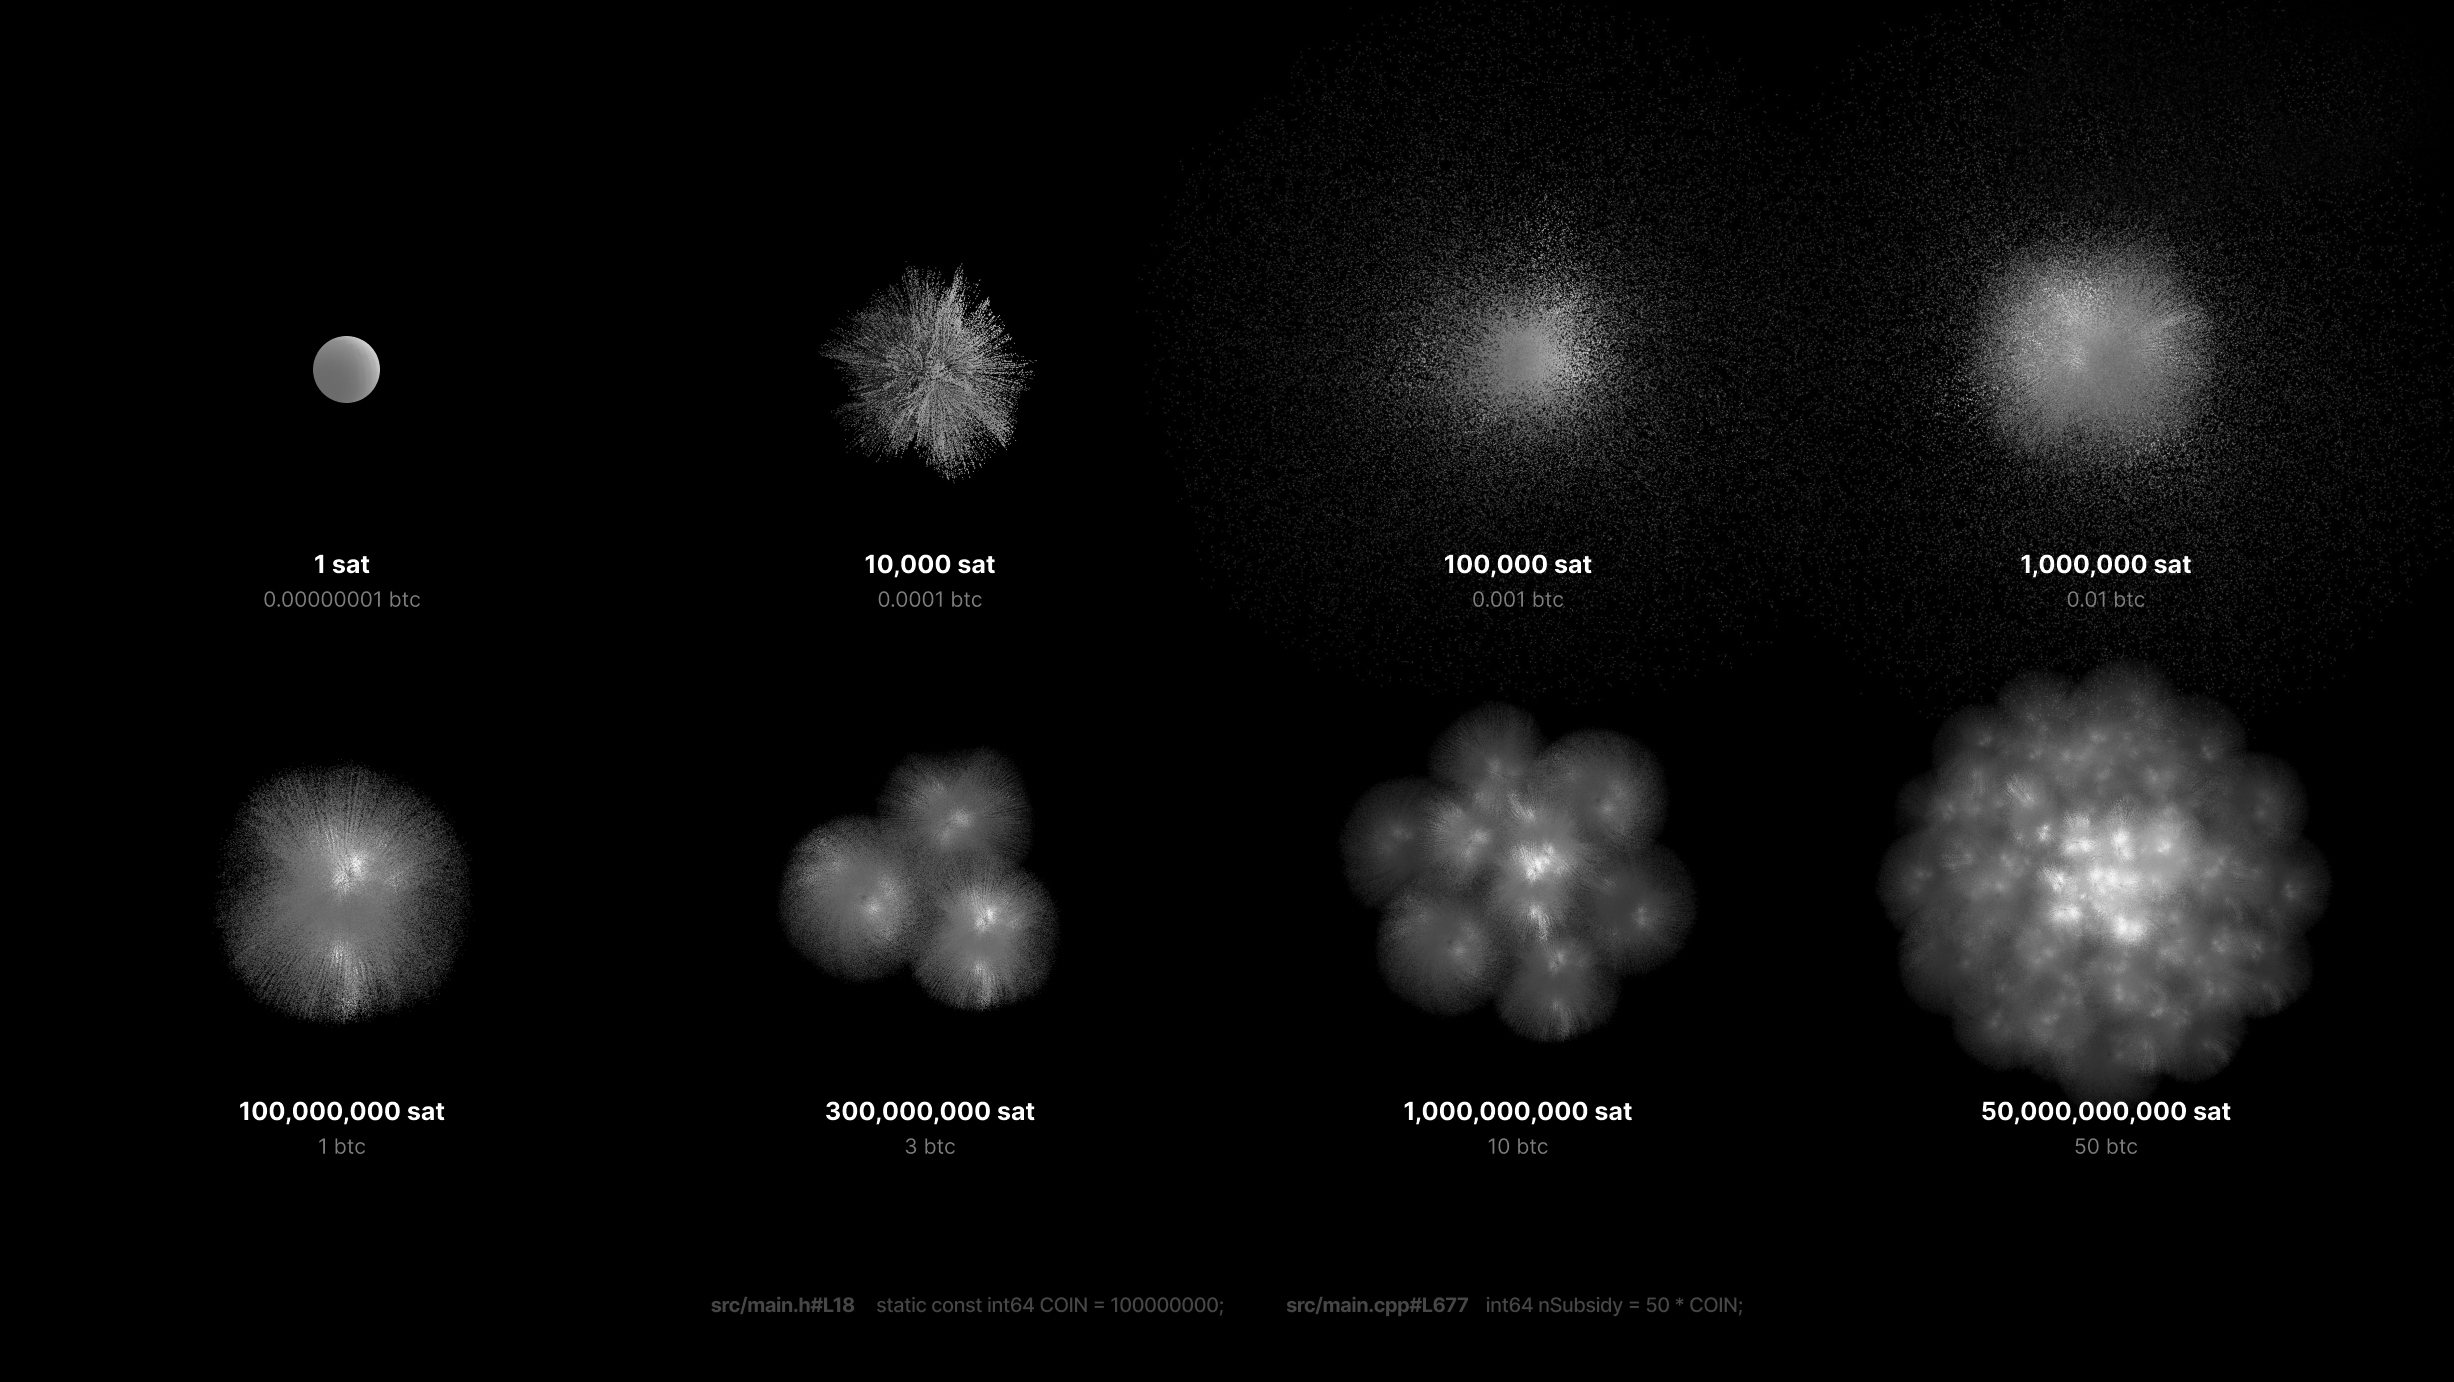 1 sat
0.00000001 btc
10,000 sat
0.0001 btc
100,000 sat
0.001 btc
1,000,000 sat
0.01 btc
100,000,000 sat
1 btc
300,000,000 sat
3 btc
1,000,000,000 sat
10 btc
50,000,000,000 sat
50 btc
src/main.h#L18 static const int64 COIN = 100000000;
src/main.cpp#L677 int64 nSubsidy = 50 * COIN;